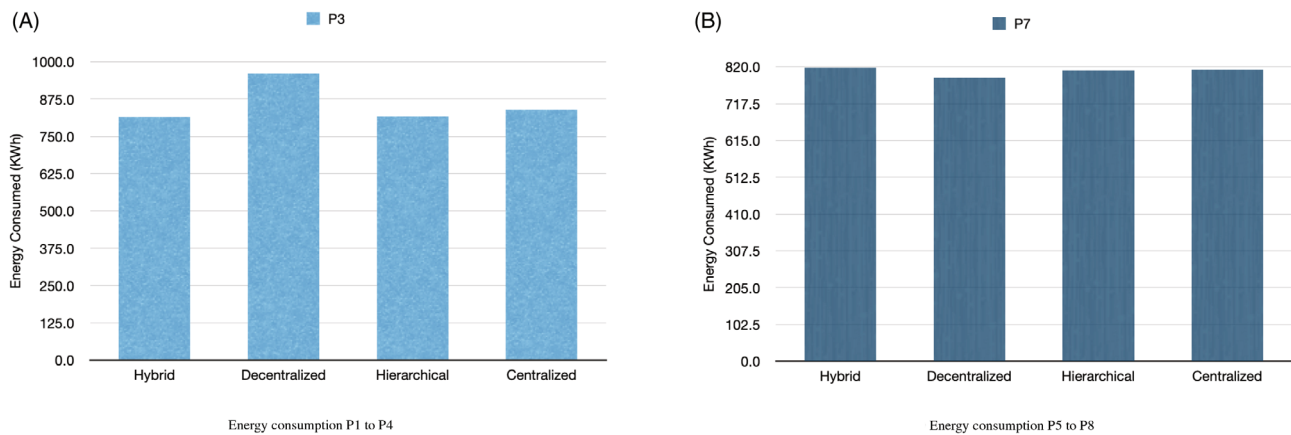 (A)
P3
Energy Consumed (KWh)
1000.0
875.0
750.0
625.0
500.0
375.0
250.0
125.0
0.0
Hybrid Decentralized Hierarchical Centralized
Energy consumption P1 to P4
(B)
P7
Energy Consumed (KWh)
820.0
717.5
615.0
512.5
410.0
307.5
205.0
102.5
0.0
Hybrid Decentralized Hierarchical Centralized
Energy consumption P5 to P8